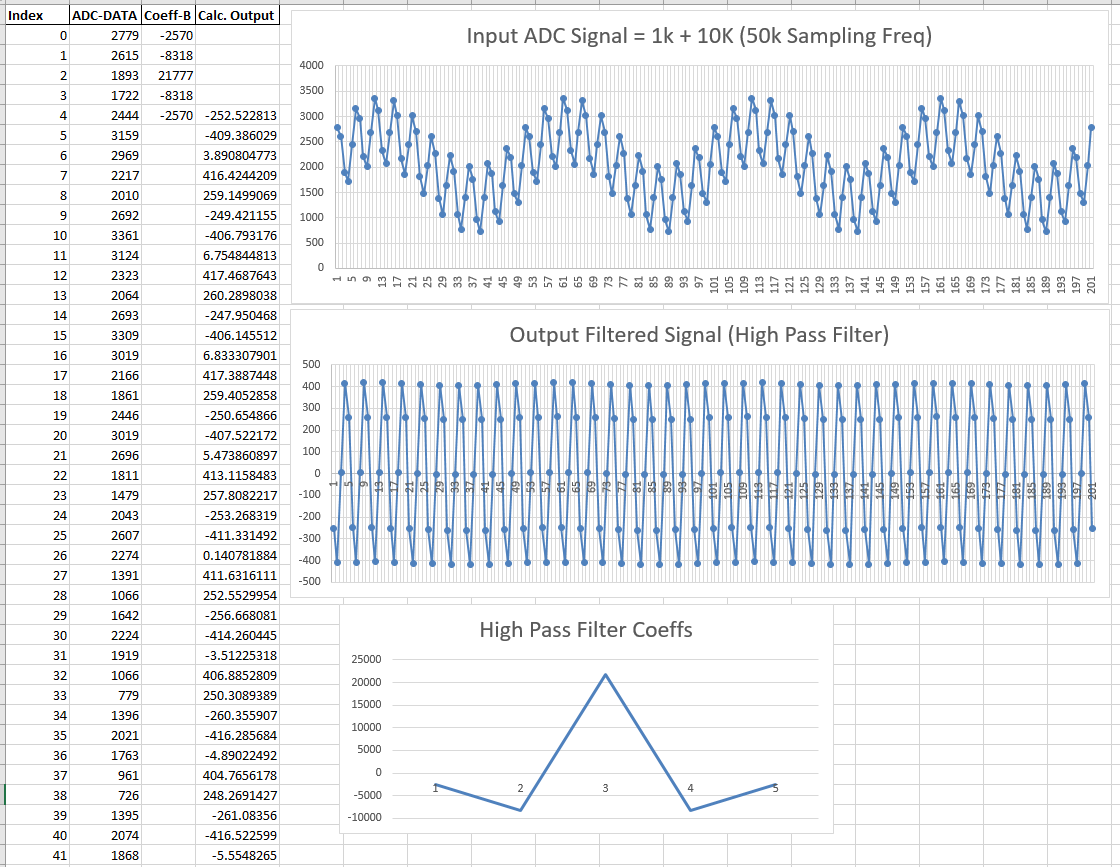 Index ADC-DATA Coeff-B Calc. Output
0 2779 -2570
1 2615 -8318
2 1893 21777
3 1722 -8318
4 2444 -2570 -252.522813
5 3159 -409.386029
6 2969 3.890804773
7 2217 416.4244209
8 2010 259.1499069
9 2692 -249.421155
10 3361 -406.793176
11 3124 6.754844813
12 2323 417.4687643
13 2064 260.2898038
14 2693 -247.950468
15 3309 -406.145512
16 3019 6.833307901
17 2166 417.3887448
18 1861 259.4052858
19 2446 -250.654866
20 3019 -407.522172
21 2696 5.473860897
22 1811 413.1158483
23 1479 257.8082217
24 2043 -253.268319
25 2607 -411.331492
26 2274 0.140781884
27 1391 411.6316111
28 1066 252.5529954
29 1642 -256.668081
30 2224 -414.260445
31 1919 -3.51225318
32 1066 406.8852809
33 779 250.3089389
34 1396 -260.355907
35 2021 -416.285684
36 1763 -4.89022492
37 961 404.7656178
38 726 248.2691427
39 1395 -261.08356
40 2074 -416.522599
41 1868 -5.5548265
Input ADC Signal = 1k + 10K (50k Sampling Freq)
4000
3500
3000
2500
2000
1500
1000
500
0
1 5 9 13 17 21 25 29 33 37 41 45 49 53 57 61 65 69 73 77 81 85 89 93 97 101 105 109 113 117 121 125 129 133 137 141 145 149 153 157 161 165 169 173 177 181 185 189 193 197 201
Output Filtered Signal (High Pass Filter)
500
400
300
200
100
0
-100
-200
-300
-400
-500
1 5 9 13 17 21 25 29 33 37 41 45 49 53 57 61 65 69 73 77 81 85 89 93 97 101 105 109 113 117 121 125 129 133 137 141 145 149 153 157 161 165 169 173 177 181 185 189 193 197 201
High Pass Filter Coeffs
25000
20000
15000
10000
5000
0
-5000
-10000
1 2 3 4 5